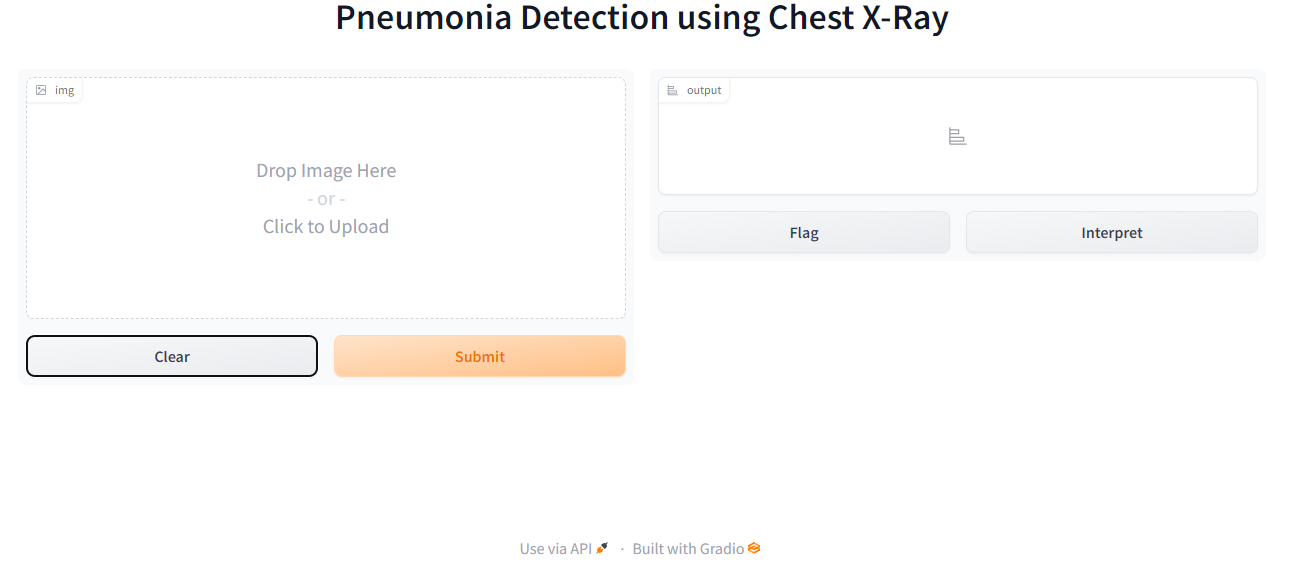 Pneumonia Detection using Chest X-Ray
img
Drop Image Here
- or -
Click to Upload
Clear
Submit
output
Flag
Interpret
Use via API · Built with Gradio